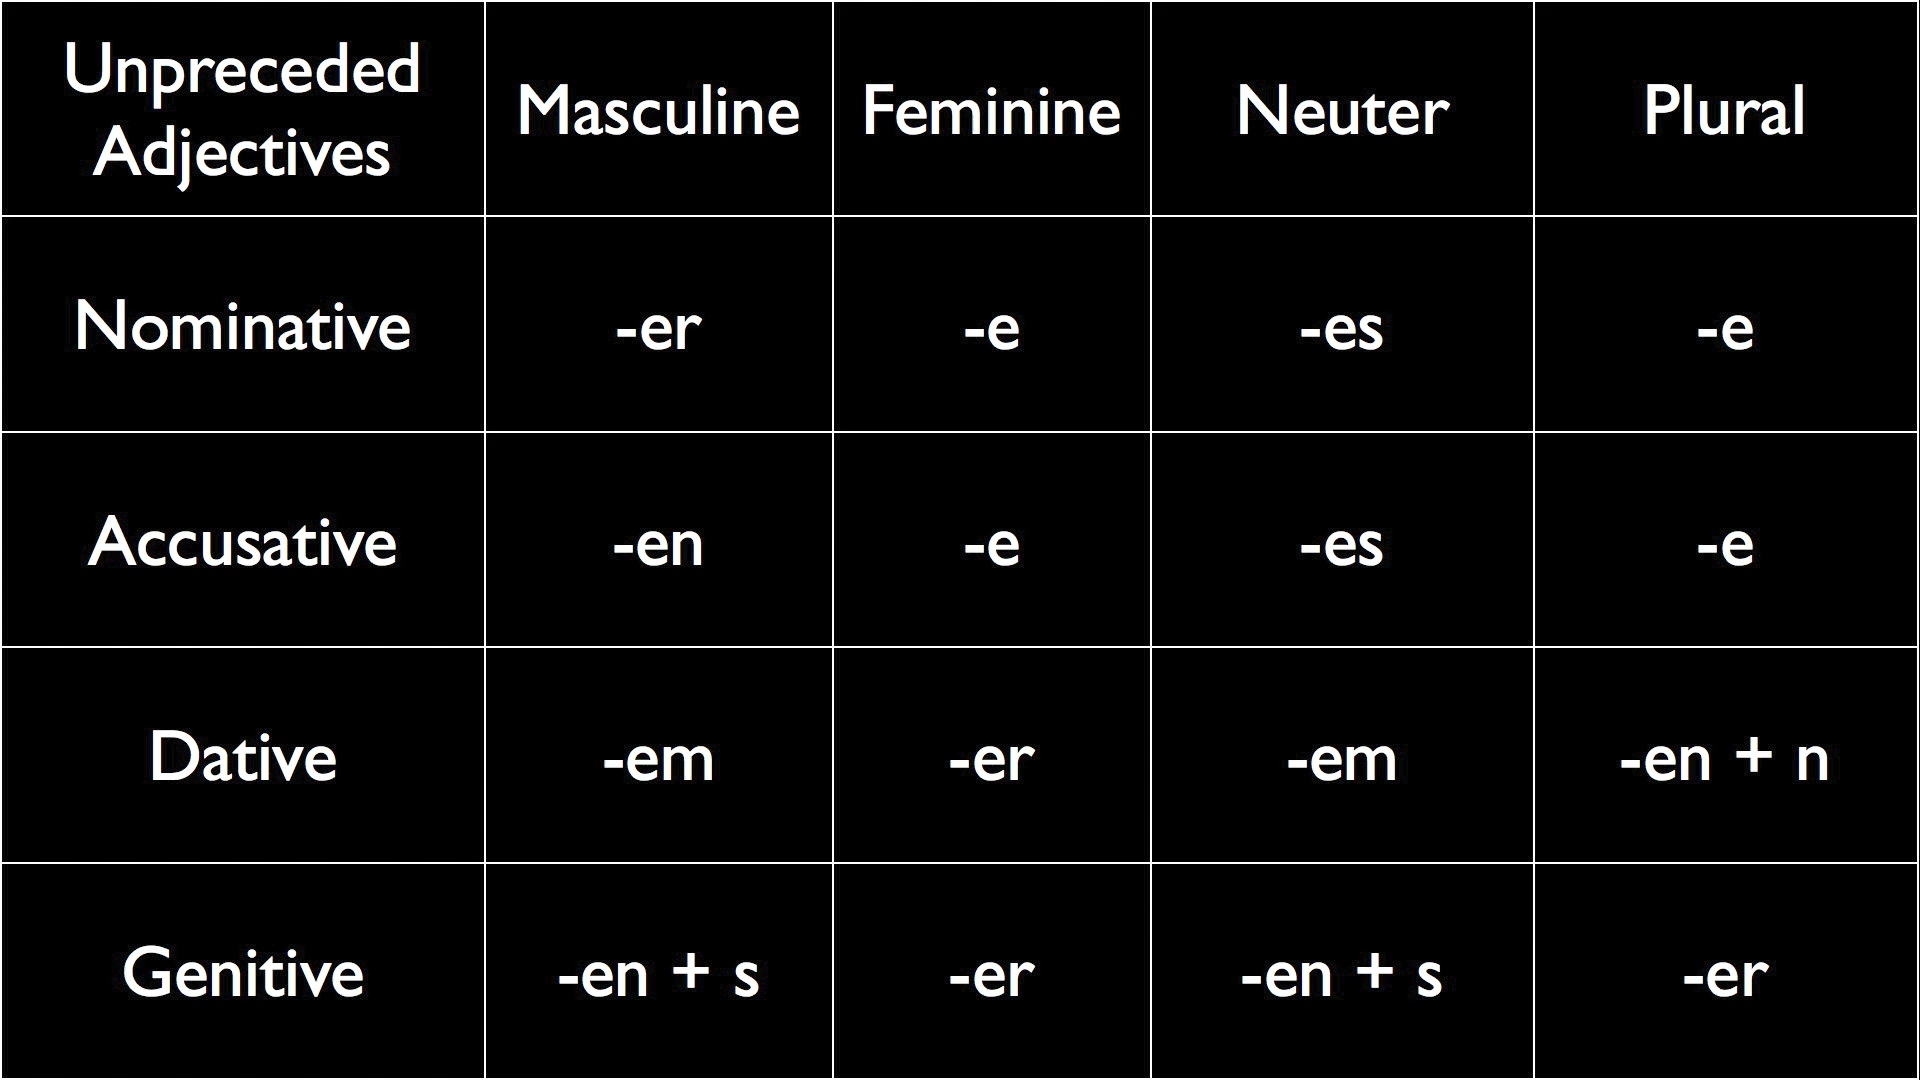 Unpreceded
Adjectives
Masculine
Feminine
Neuter
Plural
Nominative
-er
-e
-es
-e
Accusative
-en
-e
-es
-e
Dative
-em
-er
-em
-en + n
Genitive
-en + s
-er
-en + s
-er